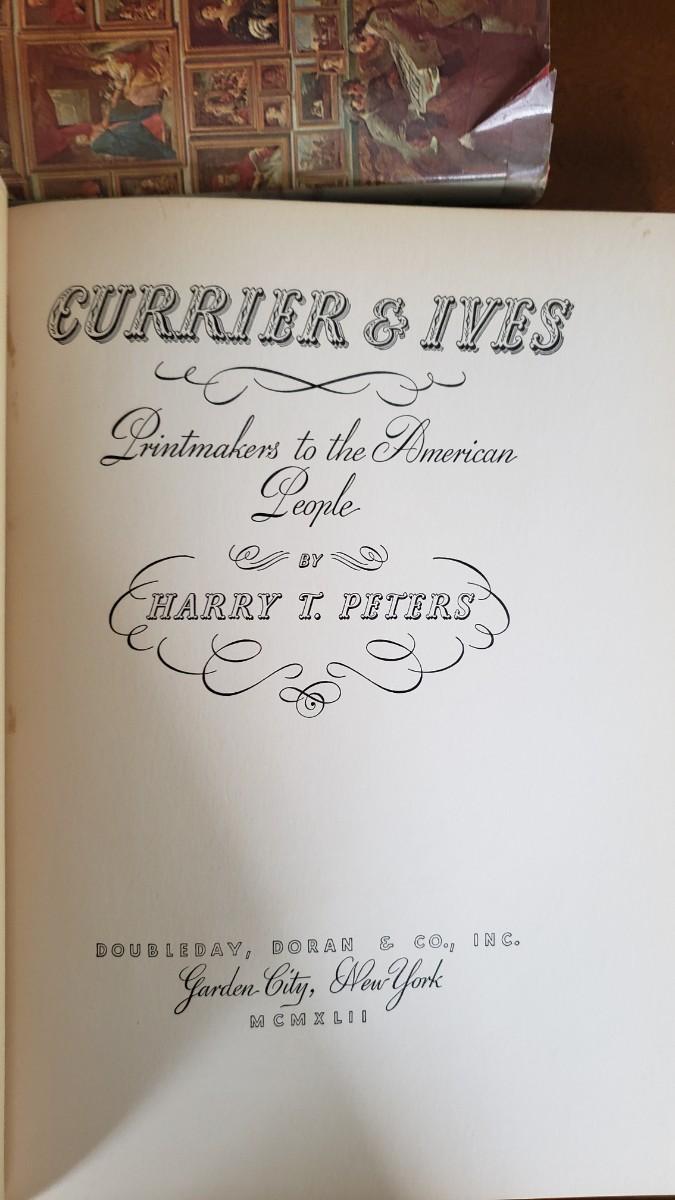 CURRIER & IVES
Printmakers to the American
People
BY
HARRY T. PETERS
DOUBLEDAY, DORAN & CO., INC.
Garden City, New York
MCMXLII